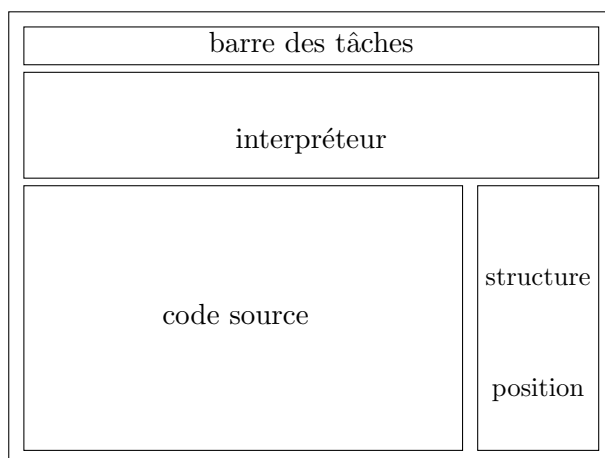 barre des tâches
interpréteur
code source
structure
position